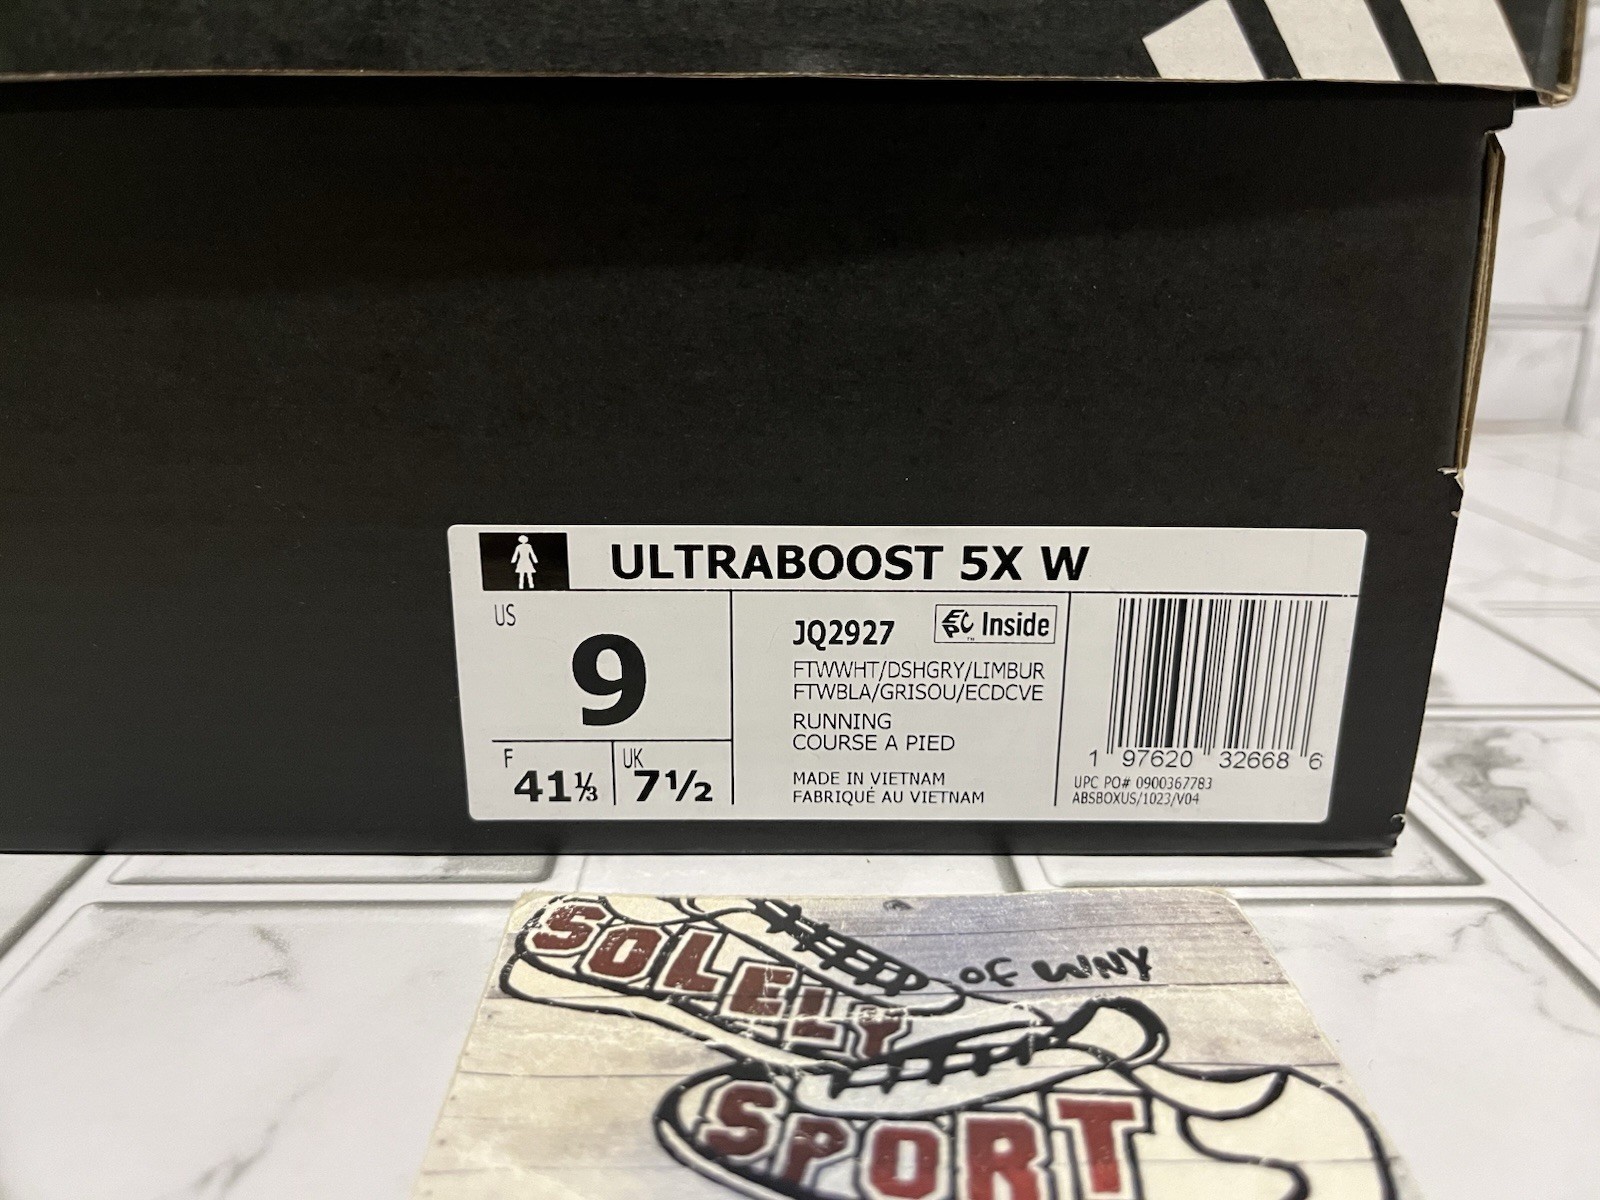 ULTRABOOST 5X W
US
9
F
41⅓
UK
7½
JQ2927
EPC Inside
FTWWHT/DSHGRY/LIMBUR
FTWBLA/GRISOU/ECDCVE
RUNNING
COURSE A PIED
MADE IN VIETNAM
FABRIQUÉ AU VIETNAM
1 97620 32668 6
UPC PO# 0900367783
ABSBOXUS/1023/V04
SOLELY
OF WNY
SPORT